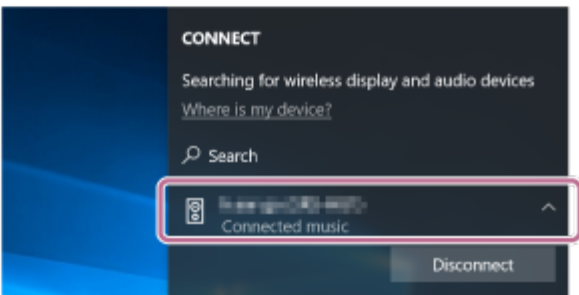 CONNECT
Searching for wireless display and audio devices
Where is my device?
Search
Connected music
Disconnect